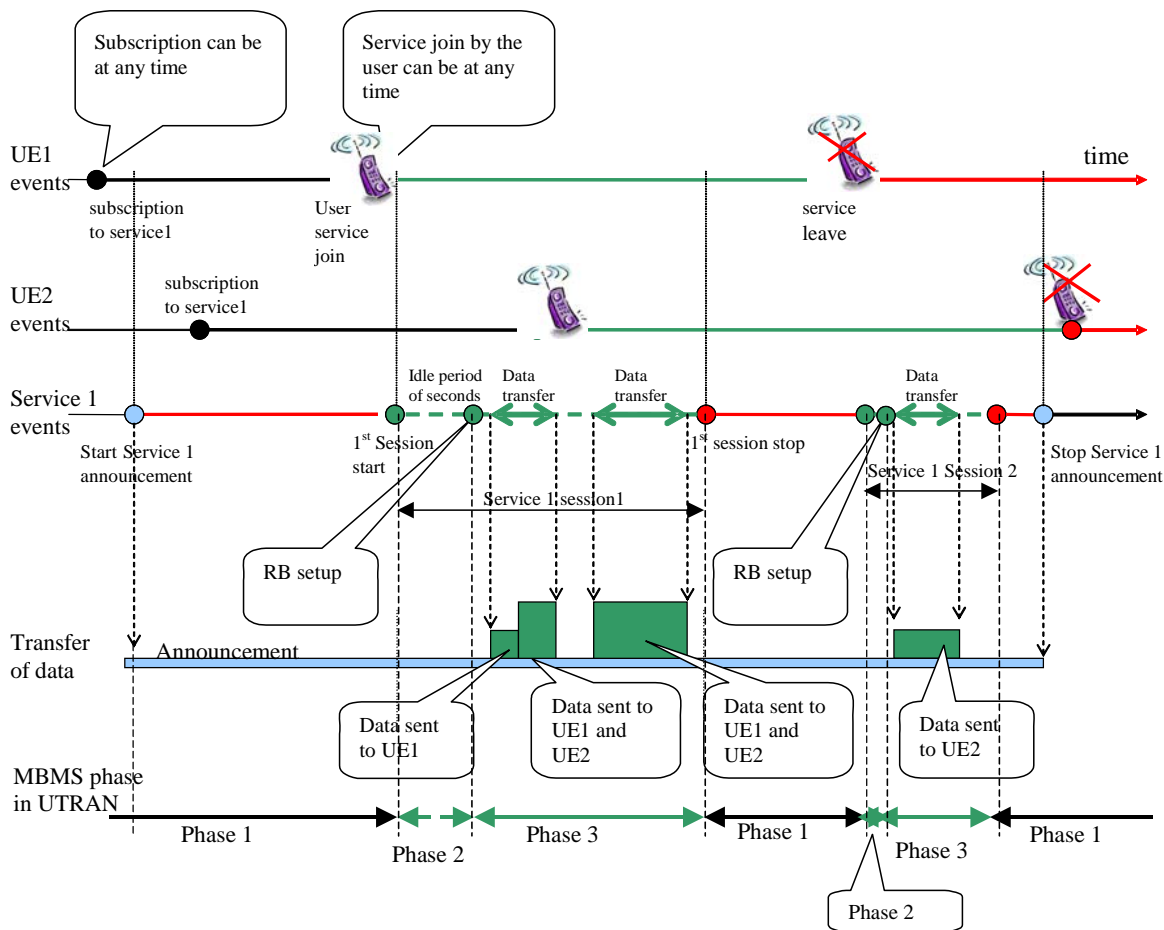 Subscription can be
at any time
Service join by the
user can be at any
time
UE1
events
time
subscription
to service1
User
service
join
service
leave
UE2
events
subscription
to service1
Service 1
events
Idle period
of seconds
Data
transfer
Data
transfer
Data
transfer
Start Service 1
announcement
1st Session
start
1st session stop
Stop Service 1
announcement
Service 1 Session 2
Service 1 session1
RB setup
RB setup
Transfer
of data
Announcement
Data sent
to UE1
Data sent to
UE1 and
UE2
Data sent to
UE1 and
UE2
Data sent
to UE2
MBMS phase
in UTRAN
Phase 1
Phase 2
Phase 3
Phase 1
Phase 3
Phase 1
Phase 2